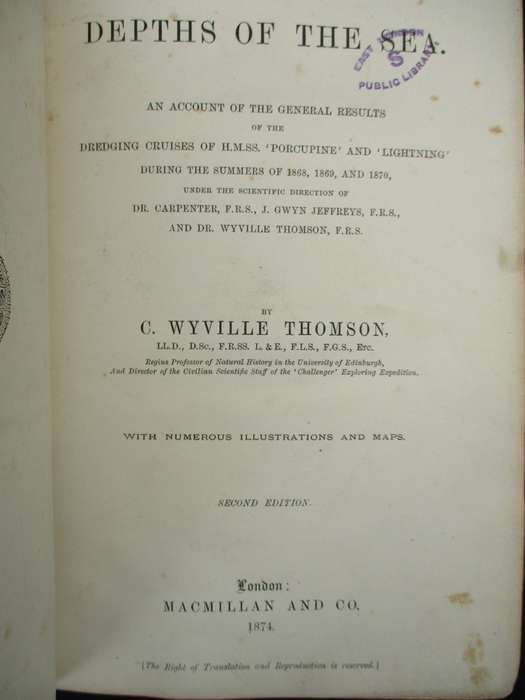 DEPTHS OF THE SEA.
EAST LONDON
S
PUBLIC LIBRARY
AN ACCOUNT OF THE GENERAL RESULTS
OF THE
DREDGING CRUISES OF H.M.SS. 'PORCUPINE' AND 'LIGHTNING'
DURING THE SUMMERS OF 1868, 1869, AND 1870,
UNDER THE SCIENTIFIC DIRECTION OF
DR. CARPENTER, F.R.S., J. GWYN JEFFREYS, F.R.S.,
AND DR. WYVILLE THOMSON, F.R.S.
BY
C. WYVILLE THOMSON,
LL.D., D.Sc., F.R.SS. L. & E., F.L.S., F.G.S., Etc.
Regius Professor of Natural History in the University of Edinburgh,
And Director of the Civilian Scientific Staff of the 'Challenger' Exploring Expedition.
WITH NUMEROUS ILLUSTRATIONS AND MAPS.
SECOND EDITION.
London:
MACMILLAN AND CO.
1874.
[The Right of Translation and Reproduction is reserved.]